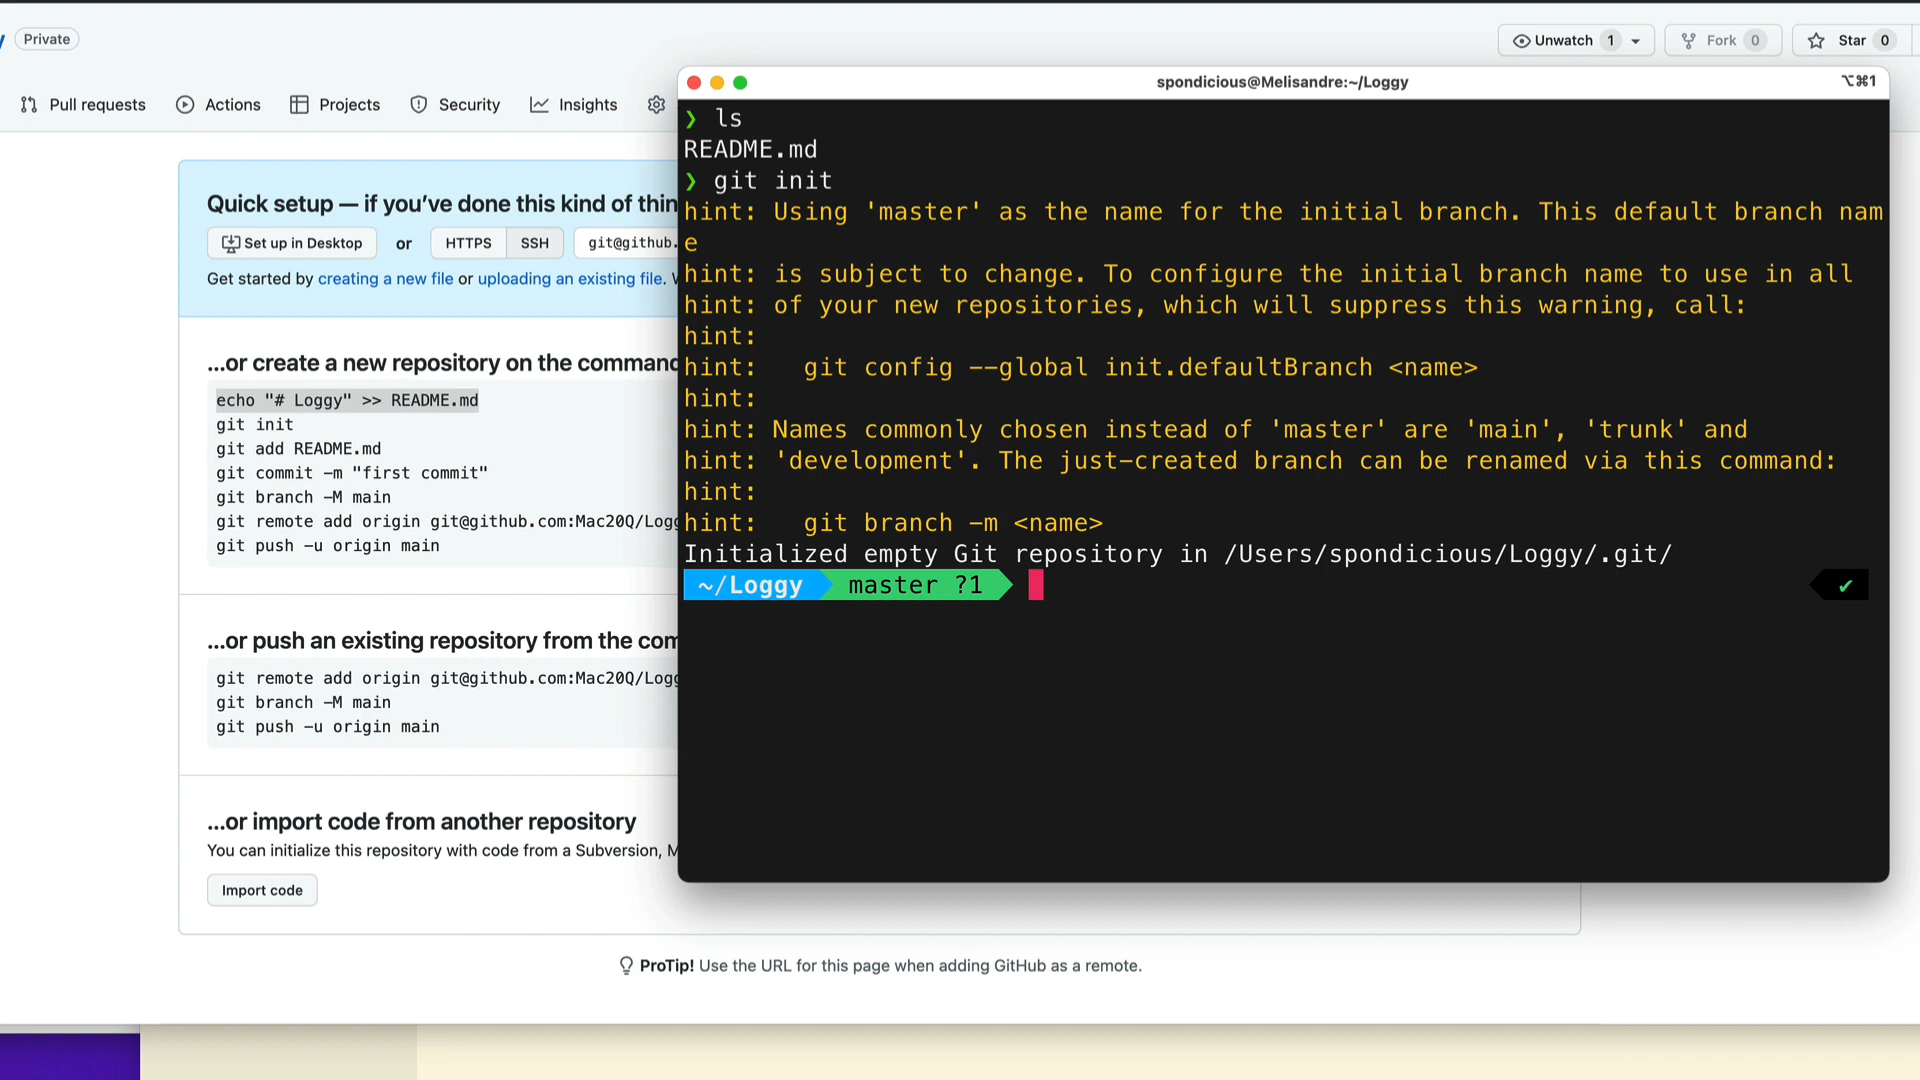 Private
Unwatch 1
Fork 0
Star 0
Pull requests
Actions
Projects
Security
Insights
Quick setup — if you've done this kind of thin
Set up in Desktop
or
HTTPS
SSH
git@github.
Get started by creating a new file or uploading an existing file.
...or create a new repository on the command
echo "# Loggy" >> README.md
git init
git add README.md
git commit -m "first commit"
git branch -M main
git remote add origin git@github.com:Mac20Q/Logg
git push -u origin main
...or push an existing repository from the com
git remote add origin git@github.com:Mac20Q/Logg
git branch -M main
git push -u origin main
...or import code from another repository
You can initialize this repository with code from a Subversion, M
Import code
ProTip! Use the URL for this page when adding GitHub as a remote.
spondicious@Melisandre:~/Loggy
⌥⌘1
❯ ls
README.md
❯ git init
hint: Using 'master' as the name for the initial branch. This default branch nam
e
hint: is subject to change. To configure the initial branch name to use in all
hint: of your new repositories, which will suppress this warning, call:
hint:
hint:   git config --global init.defaultBranch <name>
hint:
hint: Names commonly chosen instead of 'master' are 'main', 'trunk' and
hint: 'development'. The just-created branch can be renamed via this command:
hint:
hint:   git branch -m <name>
Initialized empty Git repository in /Users/spondicious/Loggy/.git/
~/Loggy master ?1 ✔